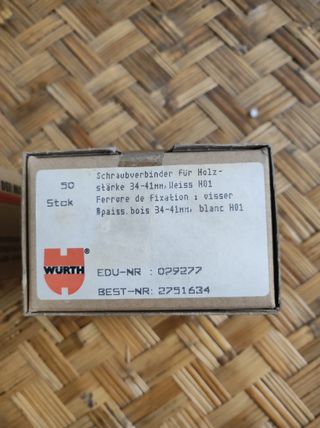 50
Stck
Schraubverbinder für Holz-
stärke 34-41mm,Weiss H01
Ferrore de fixation : visser
épaiss.bois 34-41mm, blanc H01
WÜRTH®
EDV-NR : 029277
BEST-NR: 2751634